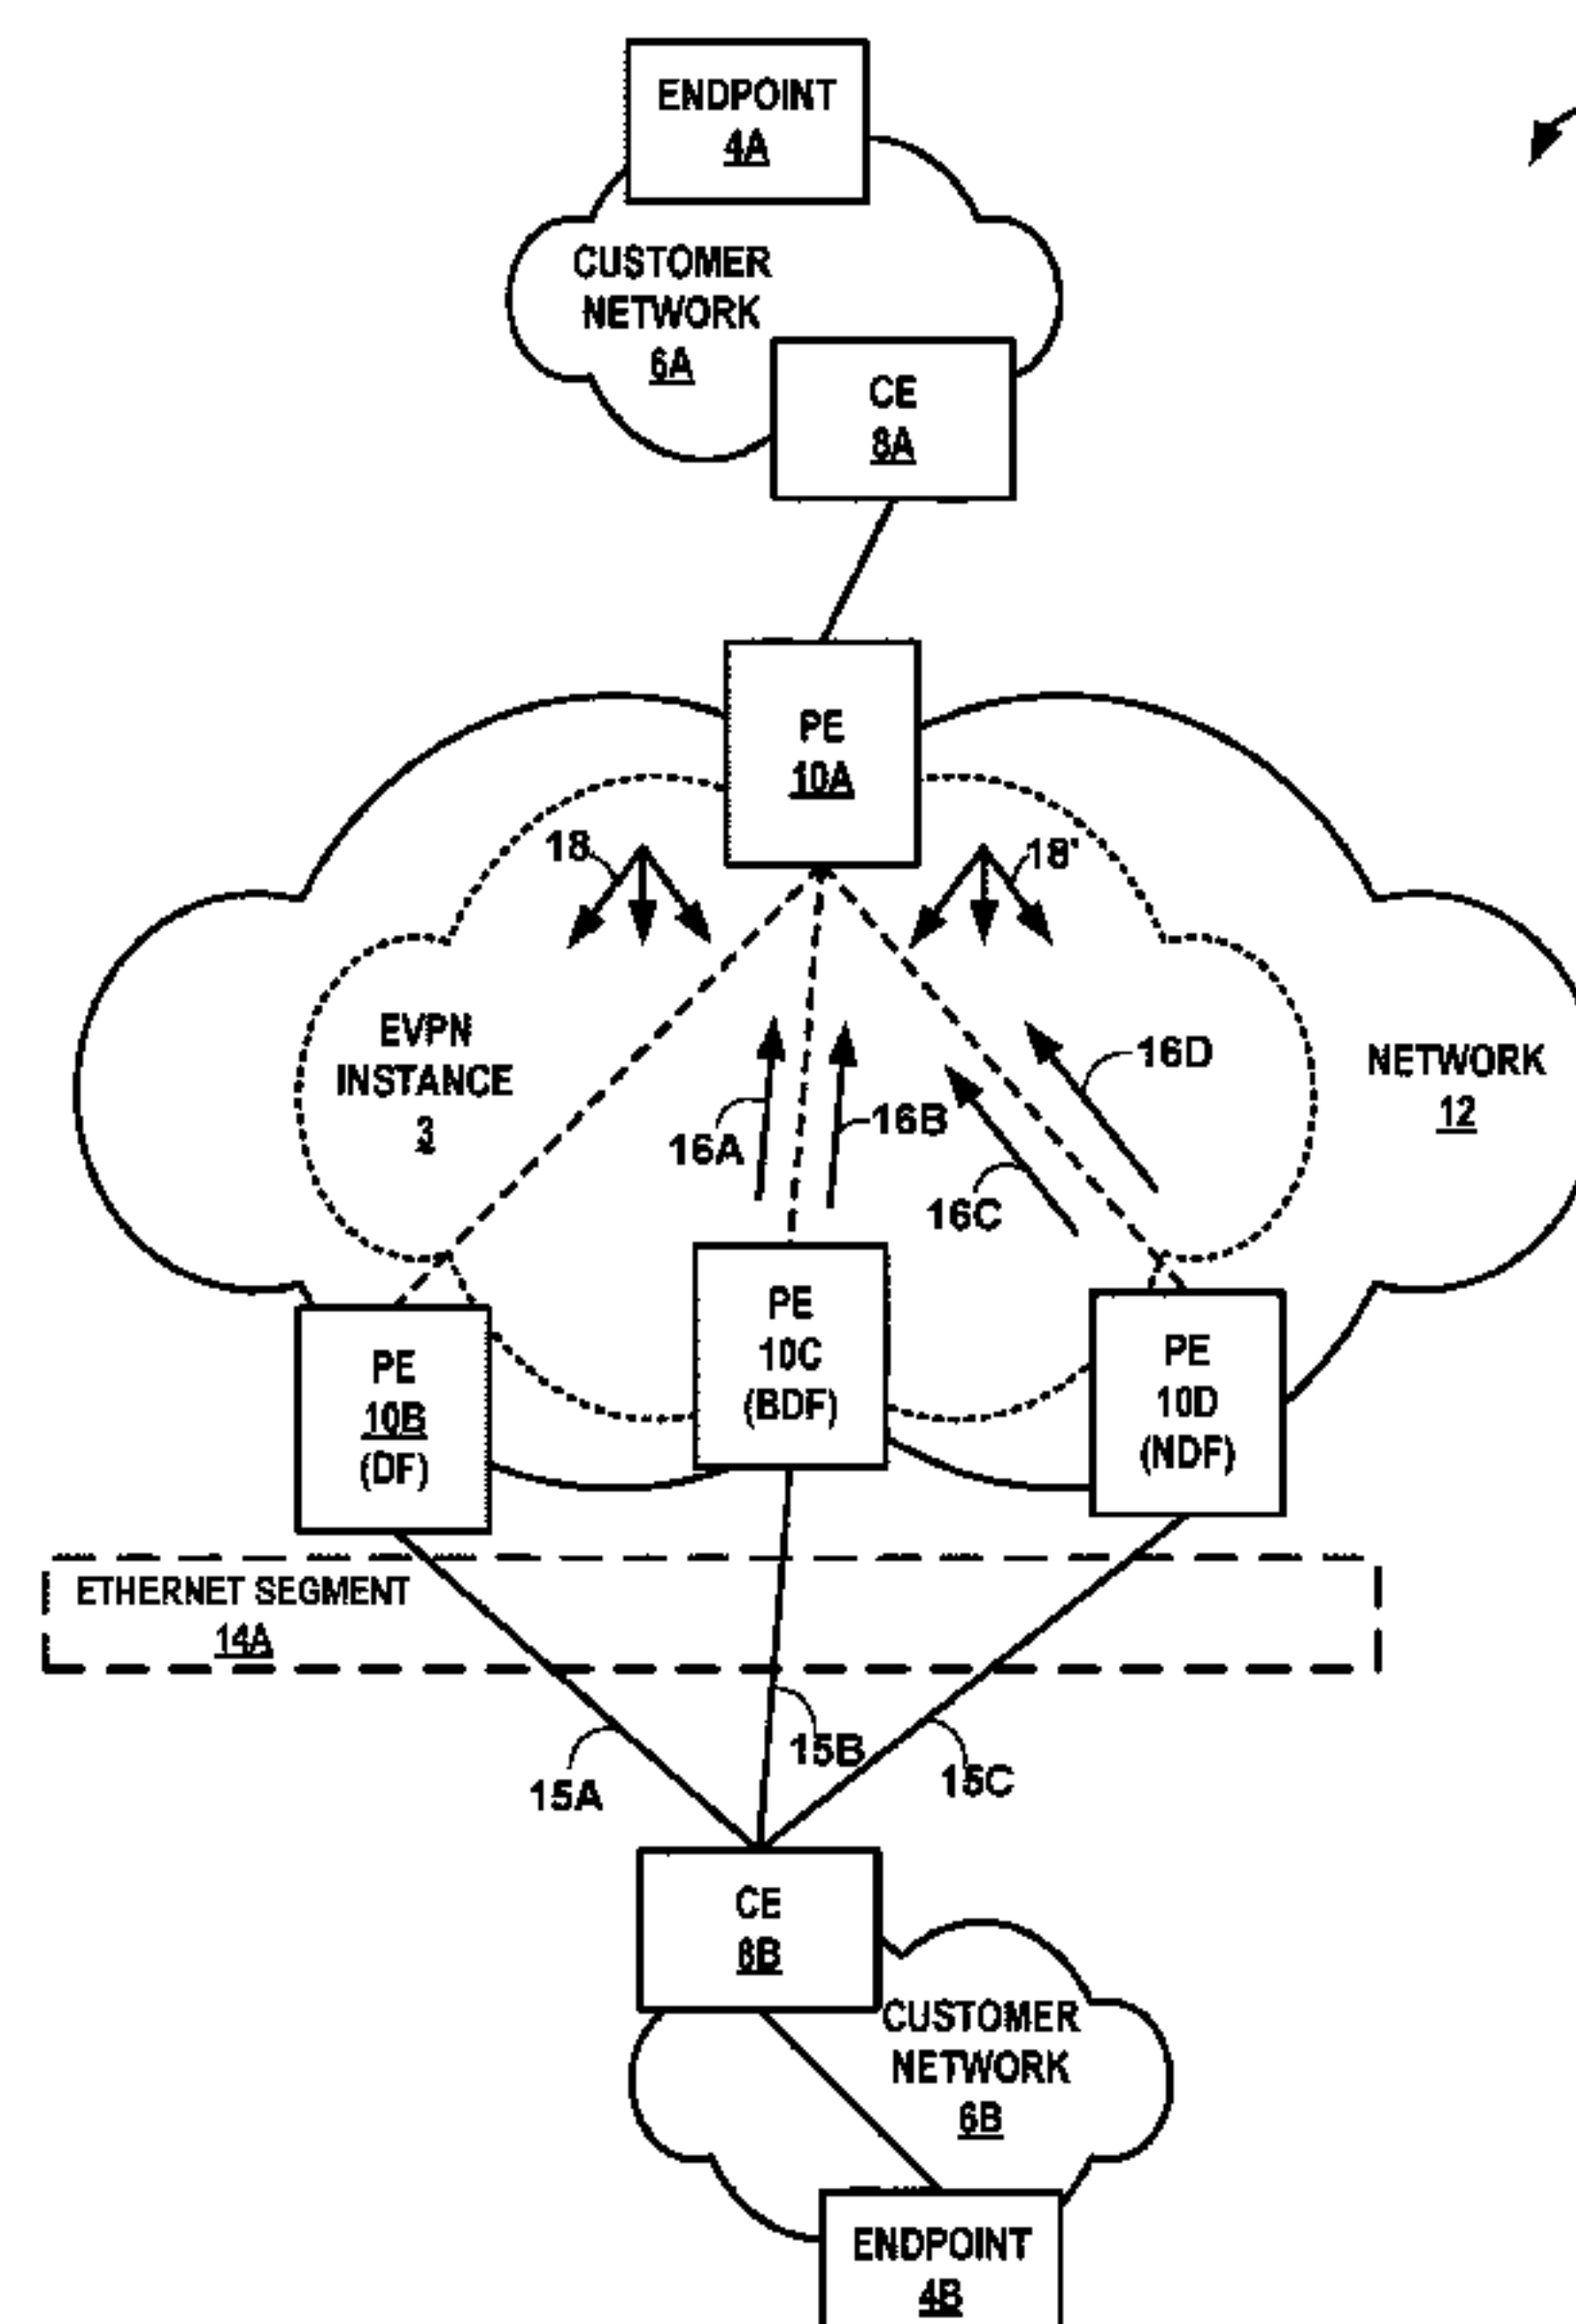 ENDPOINT
4A
CUSTOMER
NETWORK
6A
CE
8A
PE
10A
18
18'
EVPN
INSTANCE
3
16A
16B
16C
16D
NETWORK
12
PE
10B
(DF)
PE
10C
(BDF)
PE
10D
(NDF)
ETHERNET SEGMENT
14A
15A
15B
15C
CE
8B
CUSTOMER
NETWORK
6B
ENDPOINT
4B